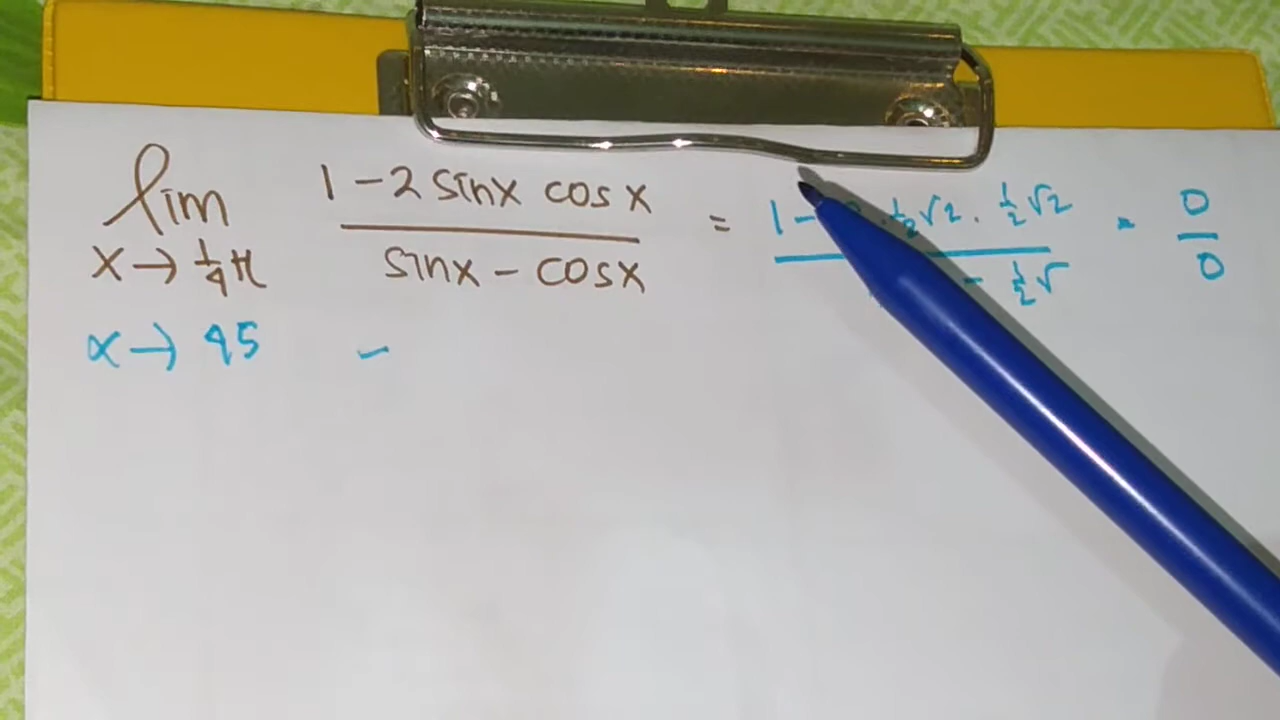 lim 1 - 2 sinx cos x / sinx - cosx = 1 - . ½√2 . ½√2 / - ½√ = 0 / 0
x → ¼π
x → 45